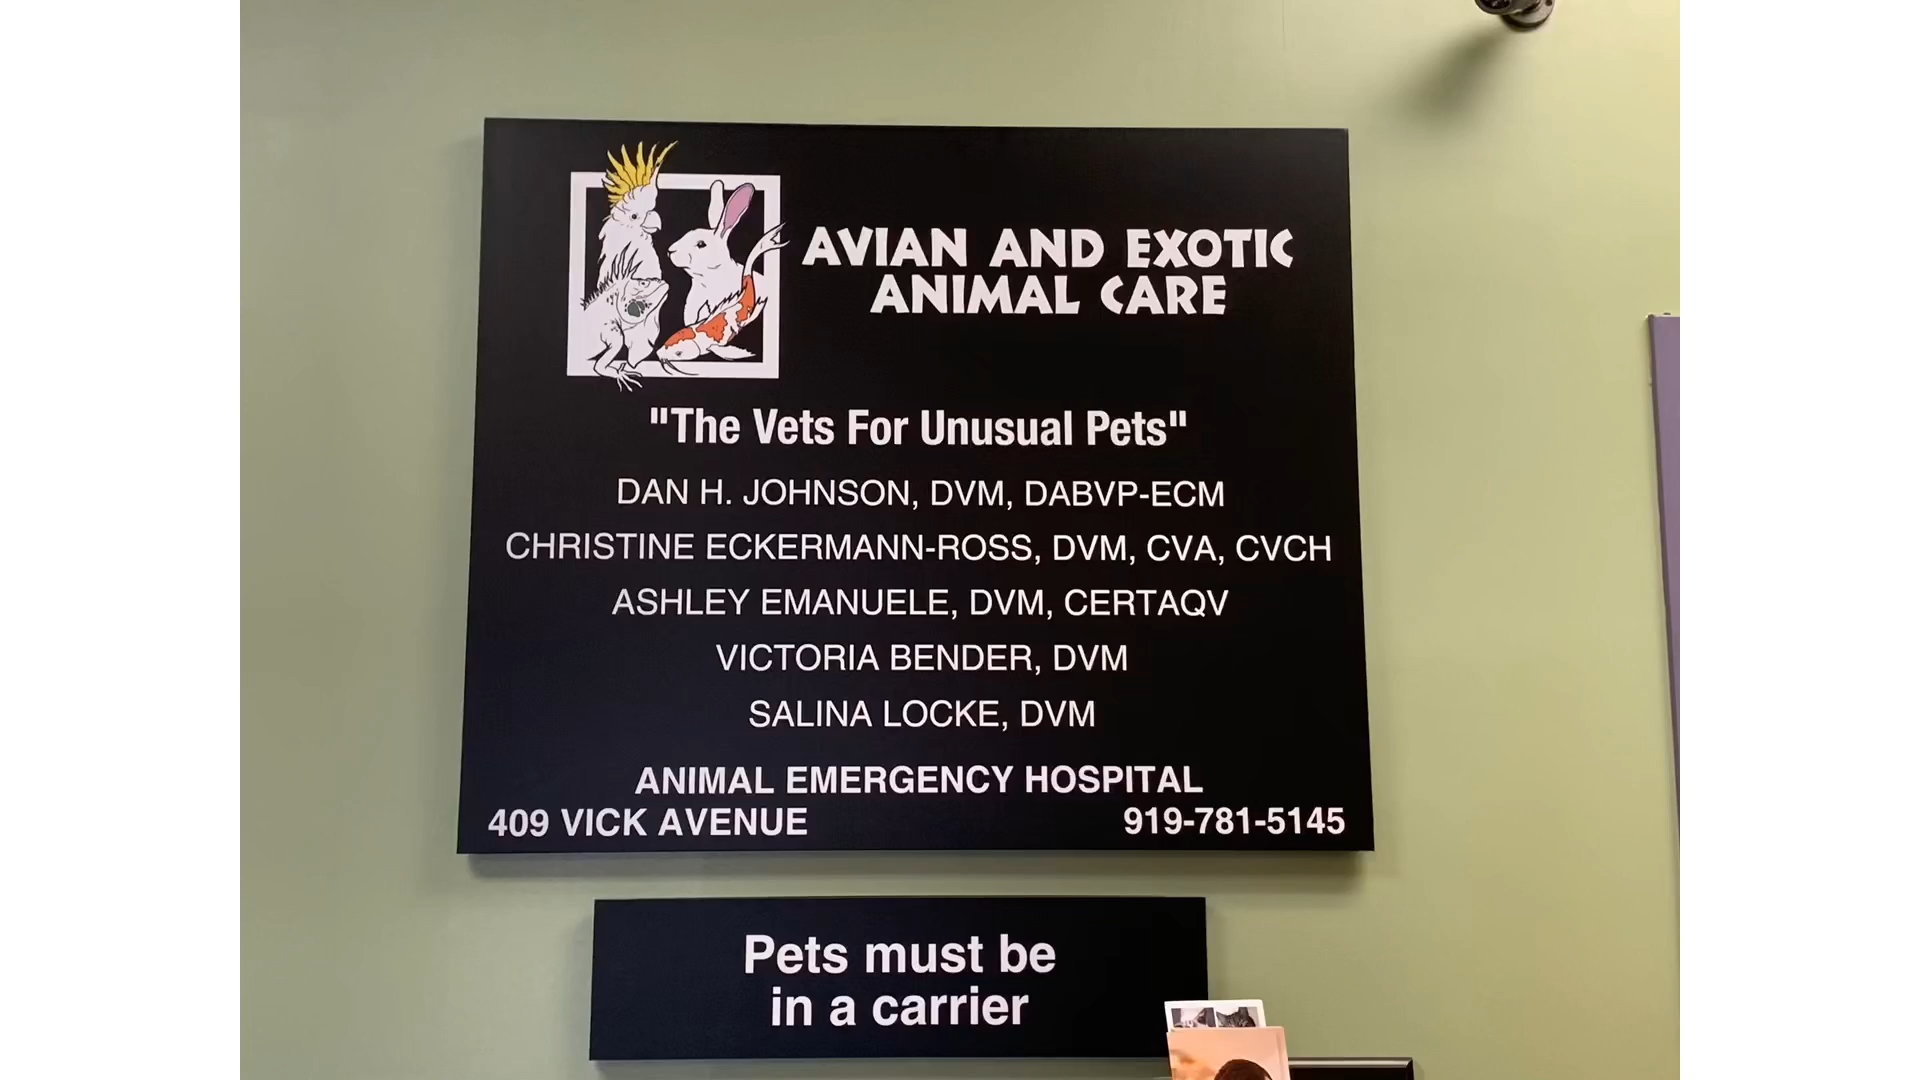 AVIAN AND EXOTIC
ANIMAL CARE
"The Vets For Unusual Pets"
DAN H. JOHNSON, DVM, DABVP-ECM
CHRISTINE ECKERMANN-ROSS, DVM, CVA, CVCH
ASHLEY EMANUELE, DVM, CERTAQV
VICTORIA BENDER, DVM
SALINA LOCKE, DVM
ANIMAL EMERGENCY HOSPITAL
409 VICK AVENUE 919-781-5145
Pets must be
in a carrier